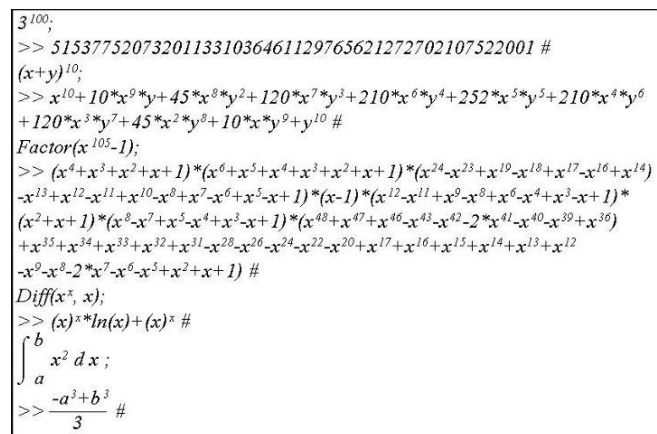 3^100;
>> 515377520732011331036461129765621272702107522001 #
(x+y)^10;
>> x^10+10*x^9*y+45*x^8*y^2+120*x^7*y^3+210*x^6*y^4+252*x^5*y^5+210*x^4*y^6
+120*x^3*y^7+45*x^2*y^8+10*x*y^9+y^10 #
Factor(x^105-1);
>> (x^4+x^3+x^2+x+1)*(x^6+x^5+x^4+x^3+x^2+x+1)*(x^24-x^23+x^19-x^18+x^17-x^16+x^14)
-x^13+x^12-x^11+x^10-x^8+x^7-x^6+x^5-x+1)*(x-1)*(x^12-x^11+x^9-x^8+x^6-x^4+x^3-x+1)*
(x^2+x+1)*(x^8-x^7+x^5-x^4+x^3-x+1)*(x^48+x^47+x^46-x^43-x^42-2*x^41-x^40-x^39+x^36)
+x^35+x^34+x^33+x^32+x^31-x^28-x^26-x^24-x^22-x^20+x^17+x^16+x^15+x^14+x^13+x^12
-x^9-x^8-2*x^7-x^6-x^5+x^2+x+1) #
Diff(x^x, x);
>> (x)^x*ln(x)+(x)^x #
∫_a^b x^2 d x ;
>> (-a^3+b^3)/3 #